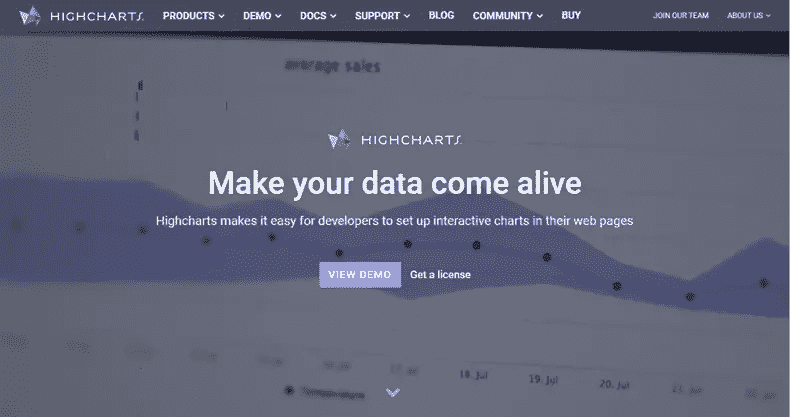 HIGHCHARTS PRODUCTS DEMO DOCS SUPPORT BLOG COMMUNITY BUY JOIN OUR TEAM ABOUT US
average sales
HIGHCHARTS
Make your data come alive
Highcharts makes it easy for developers to set up interactive charts in their web pages
VIEW DEMO Get a license
18. Jul 19. Jul 20. Jul
Temperature